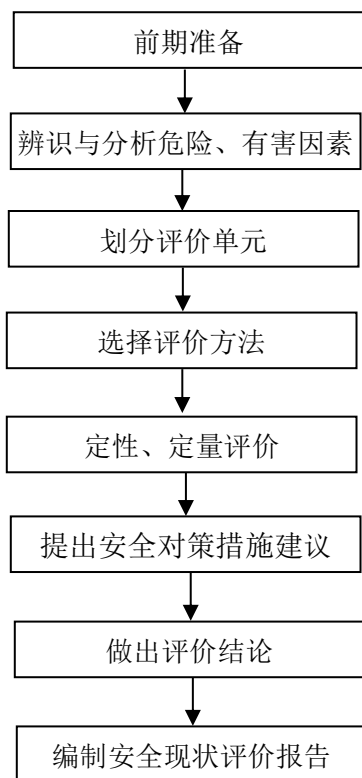 前期准备
辨识与分析危险、有害因素
划分评价单元
选择评价方法
定性、定量评价
提出安全对策措施建议
做出评价结论
编制安全现状评价报告